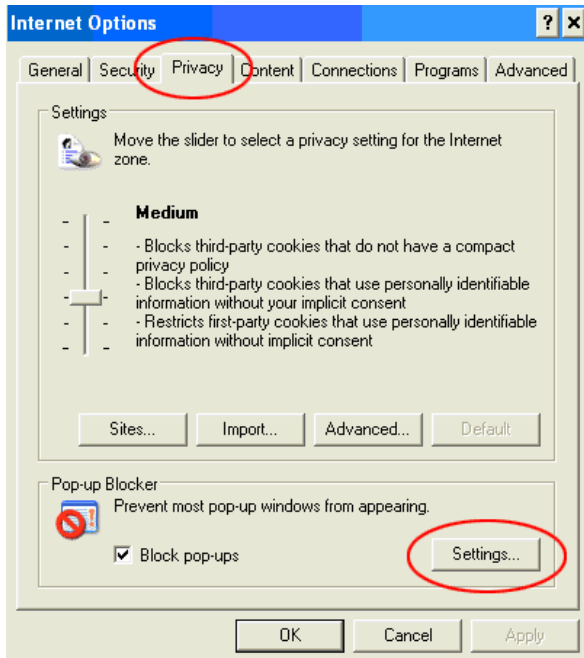 Internet Options
General Security Privacy Content Connections Programs Advanced
Settings
Move the slider to select a privacy setting for the Internet
zone.
Medium
- Blocks third-party cookies that do not have a compact
privacy policy
- Blocks third-party cookies that use personally identifiable
information without your implicit consent
- Restricts first-party cookies that use personally identifiable
information without implicit consent
Sites... Import... Advanced... Default
Pop-up Blocker
Prevent most pop-up windows from appearing.
Block pop-ups Settings...
OK Cancel Apply